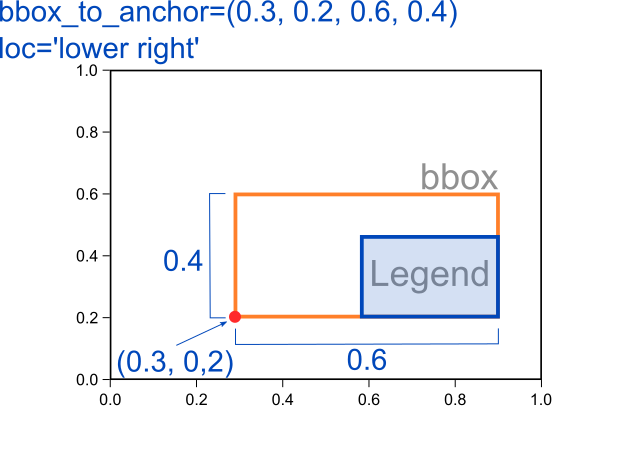 bbox_to_anchor=(0.3, 0.2, 0.6, 0.4)
loc='lower right'
1.0
0.8
bbox
0.6
0.4
Legend
0.4
0.2
(0.3, 0,2)
0.6
0.0
0.0 0.2 0.4 0.6 0.8 1.0